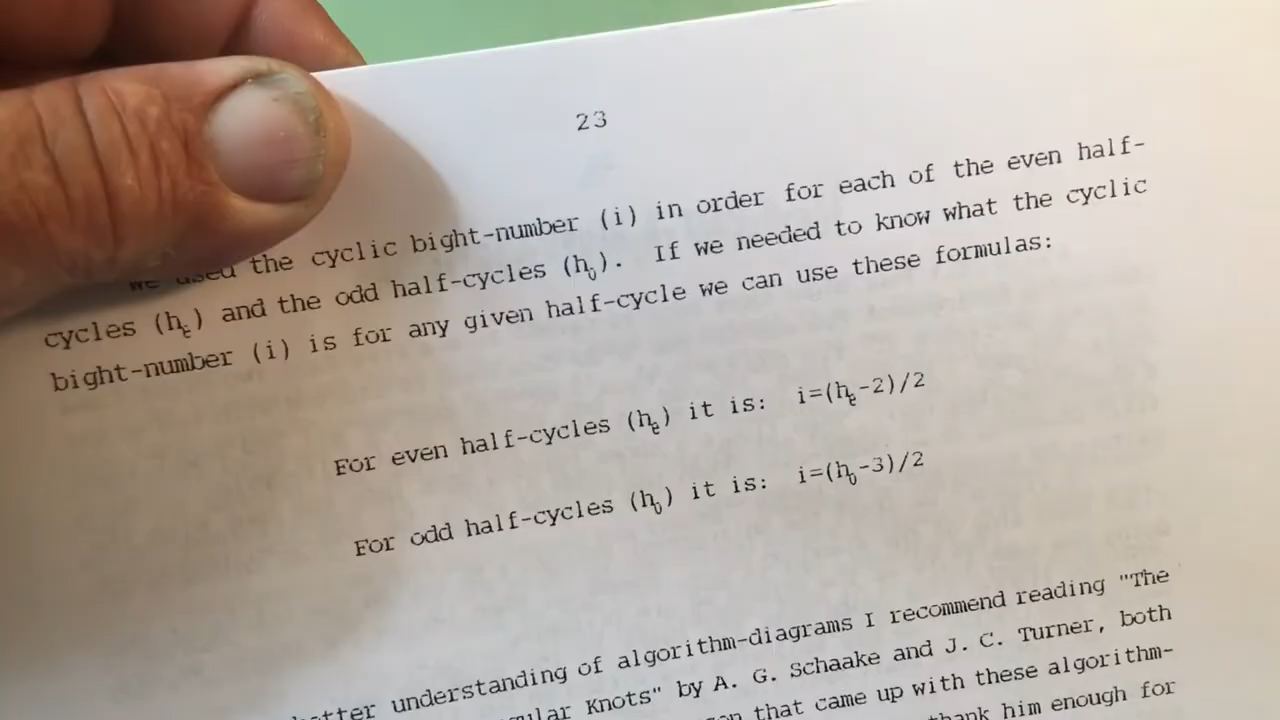 23
we used the cyclic bight-number (i) in order for each of the even half-
cycles (hₑ) and the odd half-cycles (h₀). If we needed to know what the cyclic
bight-number (i) is for any given half-cycle we can use these formulas:
For even half-cycles (hₑ) it is: i=(hₑ-2)/2
For odd half-cycles (h₀) it is: i=(h₀-3)/2
understanding of algorithm-diagrams I recommend reading "The
Knots" by A. G. Schaake and J. C. Turner, both
that came up with these algorithm-
thank him enough for